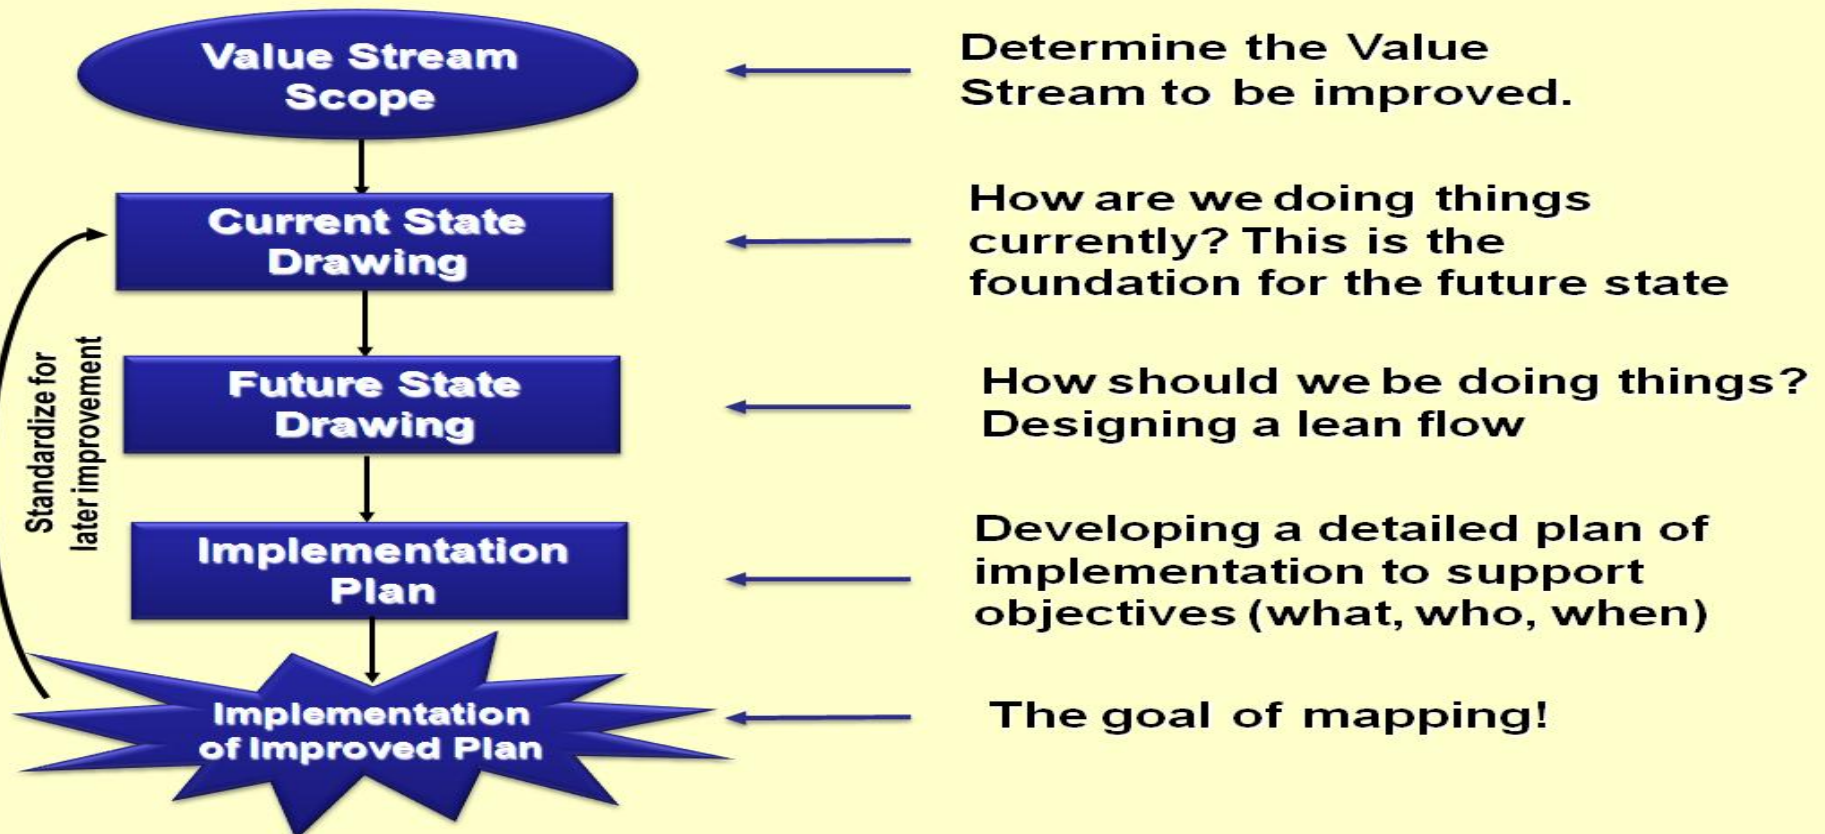 Value Stream
Scope
Determine the Value
Stream to be improved.
Current State
Drawing
How are we doing things
currently? This is the
foundation for the future state
Standardize for
later improvement
Future State
Drawing
How should we be doing things?
Designing a lean flow
Implementation
Plan
Developing a detailed plan of
implementation to support
objectives (what, who, when)
Implementation
of Improved Plan
The goal of mapping!